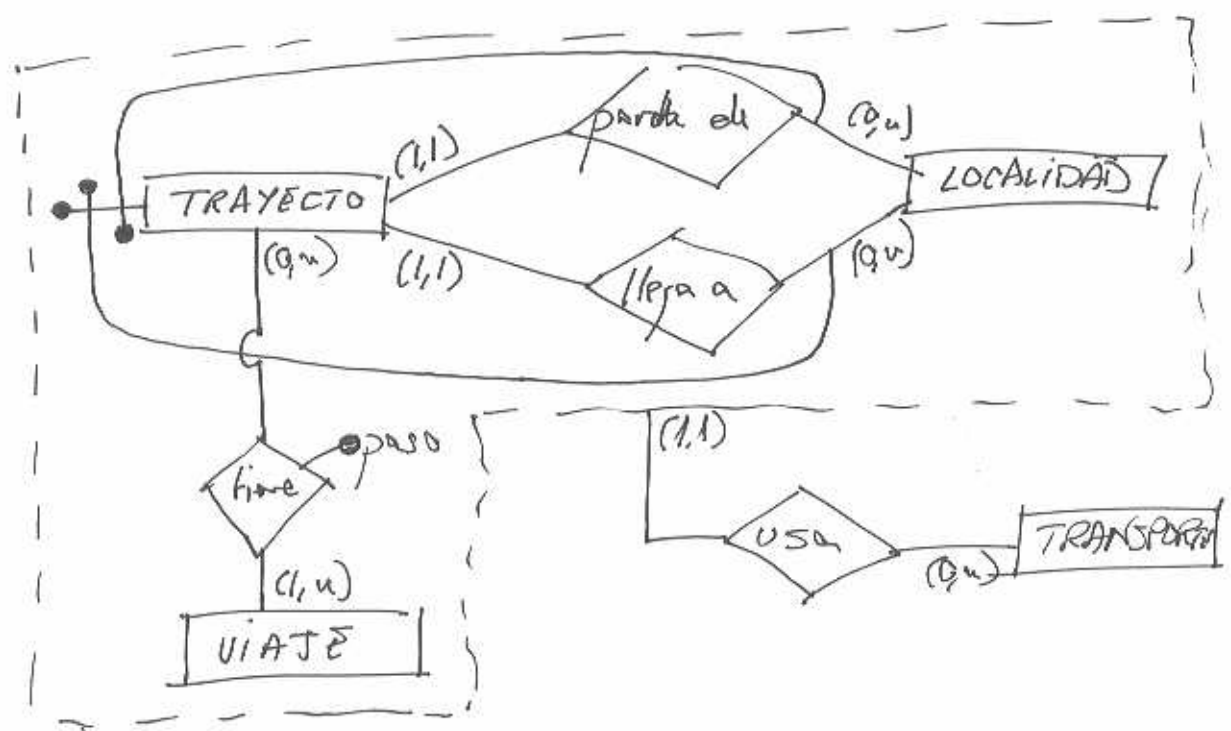 parte de
(0,n)
(1,1)
LOCALIDAD
TRAYECTO
(0,n)
(1,1)
llega a
(0,n)
(1,1)
paso
tiene
usa
TRANSPORTE
(0,n)
(1,n)
VIAJE